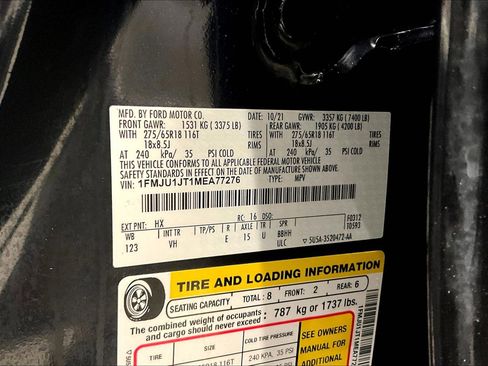 MFD. BY FORD MOTOR CO. 10/21 GVWR: 3357 KG (7400 LB)
FRONT GAWR: 1531 KG (3375 LB) REAR GAWR: 1905 KG (4200 LB)
WITH 275/65R18 116T TIRES WITH 275/65R18 116T TIRES
18x8.5J RIMS 18x8.5J RIMS
AT 240 kPa/ 35 PSI COLD AT 240 kPa/ 35 PSI COLD
THIS VEHICLE CONFORMS TO ALL APPLICABLE FEDERAL MOTOR VEHICLE
SAFETY STANDARDS IN EFFECT ON THE DATE OF MANUFACTURE SHOWN ABOVE.
VIN: 1FMJU1JT1MEA77276 TYPE: MPV
EXT PNT: HX RC: 16 DSO: F0312
WB INT TR TP/PS R AXLE TR SPR T0593
123 VH E 15 U BBHH
ULC 5U5A-3520472-AA
TIRE AND LOADING INFORMATION
SEATING CAPACITY TOTAL: 8 FRONT: 2 REAR: 6
The combined weight of occupants and cargo should never exceed 787 kg or 1737 lbs.
TIRE SIZE COLD TIRE PRESSURE SEE OWNERS
116T 240 KPA, 35 PSI MANUAL FOR
ADDITIONAL